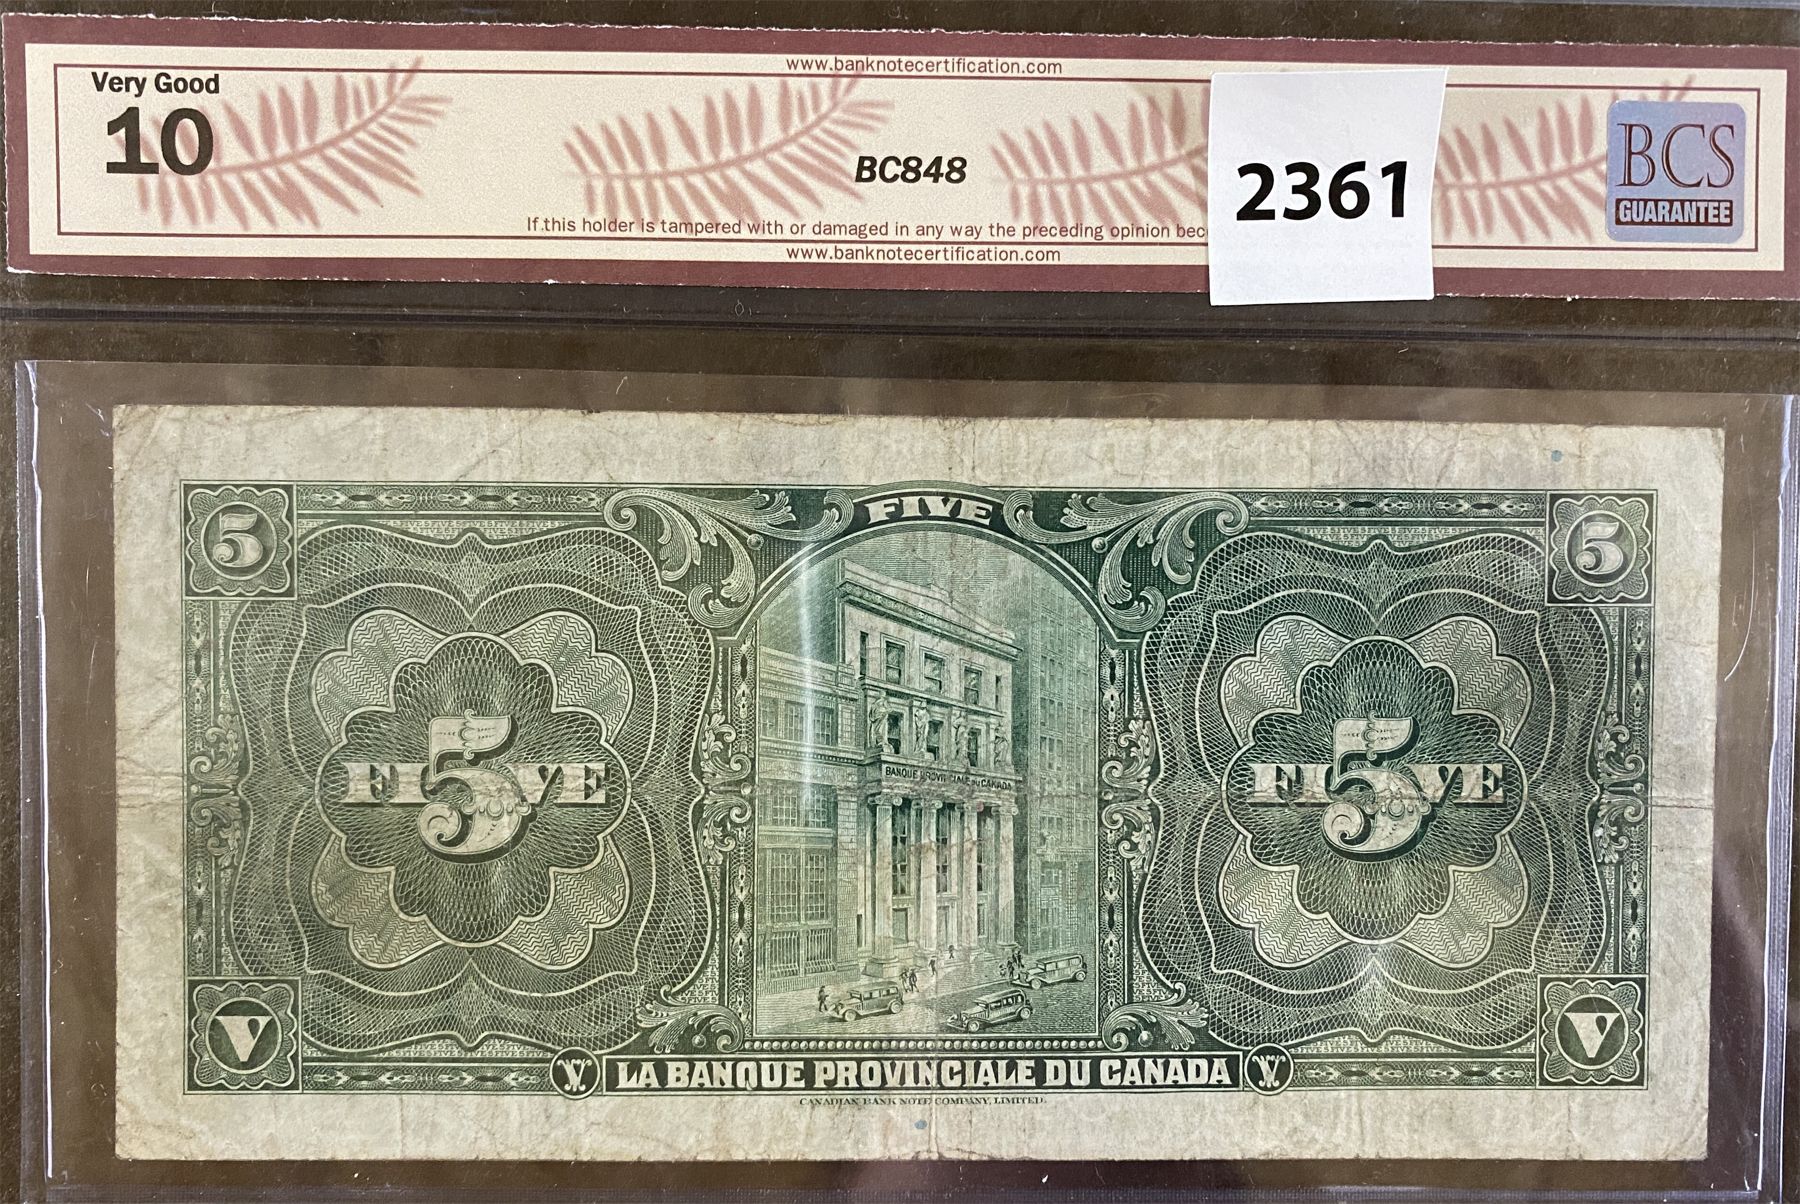 www.banknotecertification.com
Very Good
10
BC848
2361
BCS
GUARANTEE
If this holder is tampered with or damaged in any way the preceding opinion bec
www.banknotecertification.com
FIVE
5
5
BANQUE PROVINCIALE DU CANADA
FIVE
5
FIVE
5
V
V
LA BANQUE PROVINCIALE DU CANADA
CANADIAN BANK NOTE COMPANY, LIMITED.